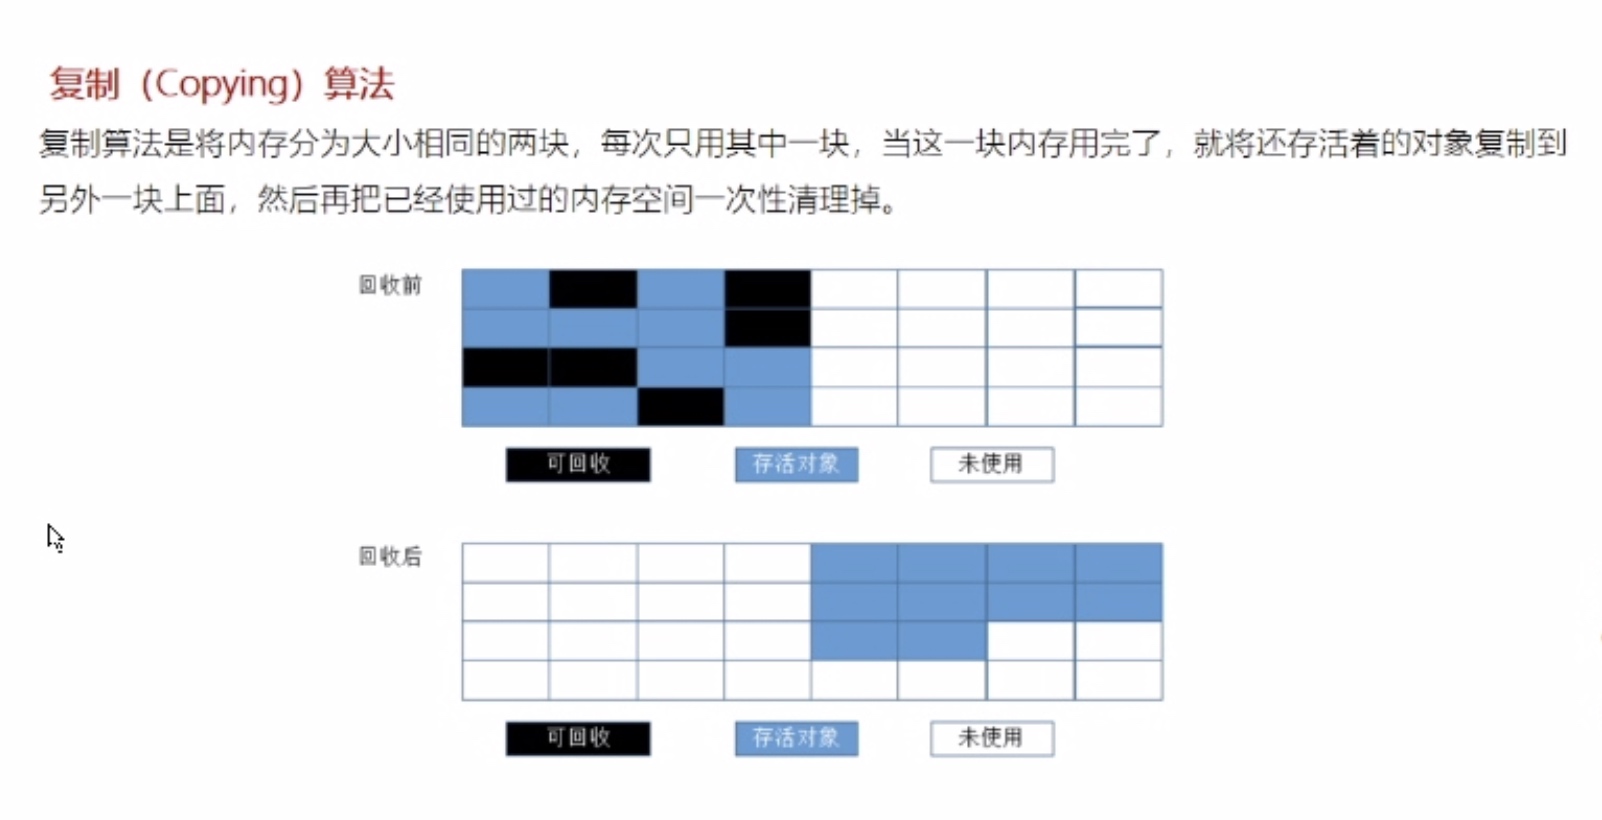 复制（Copying）算法
复制算法是将内存分为大小相同的两块，每次只用其中一块，当这一块内存用完了，就将还存活着的对象复制到
另外一块上面，然后再把已经使用过的内存空间一次性清理掉。
回收前
可回收 存活对象 未使用
回收后
可回收 存活对象 未使用